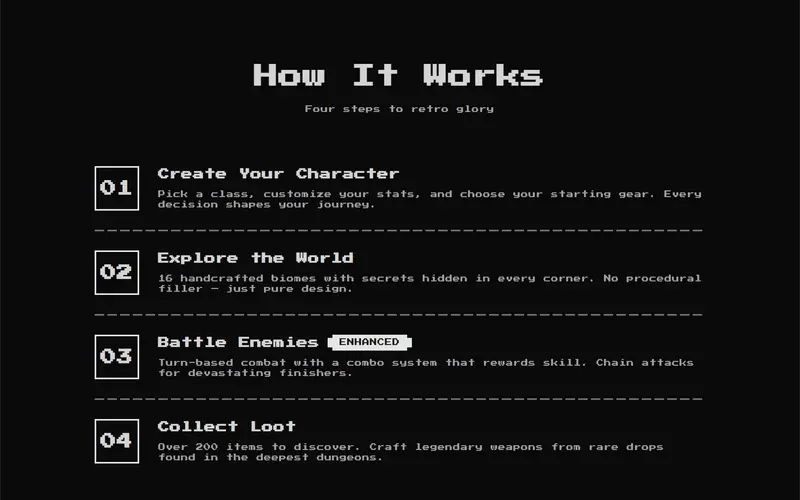 How It Works
Four steps to retro glory
01
Create Your Character
Pick a class, customize your stats, and choose your starting gear. Every
decision shapes your journey.
02
Explore the World
16 handcrafted biomes with secrets hidden in every corner. No procedural
filler — just pure design.
03
Battle Enemies ENHANCED
Turn-based combat with a combo system that rewards skill. Chain attacks
for devastating finishers.
04
Collect Loot
Over 200 items to discover. Craft legendary weapons from rare drops
found in the deepest dungeons.